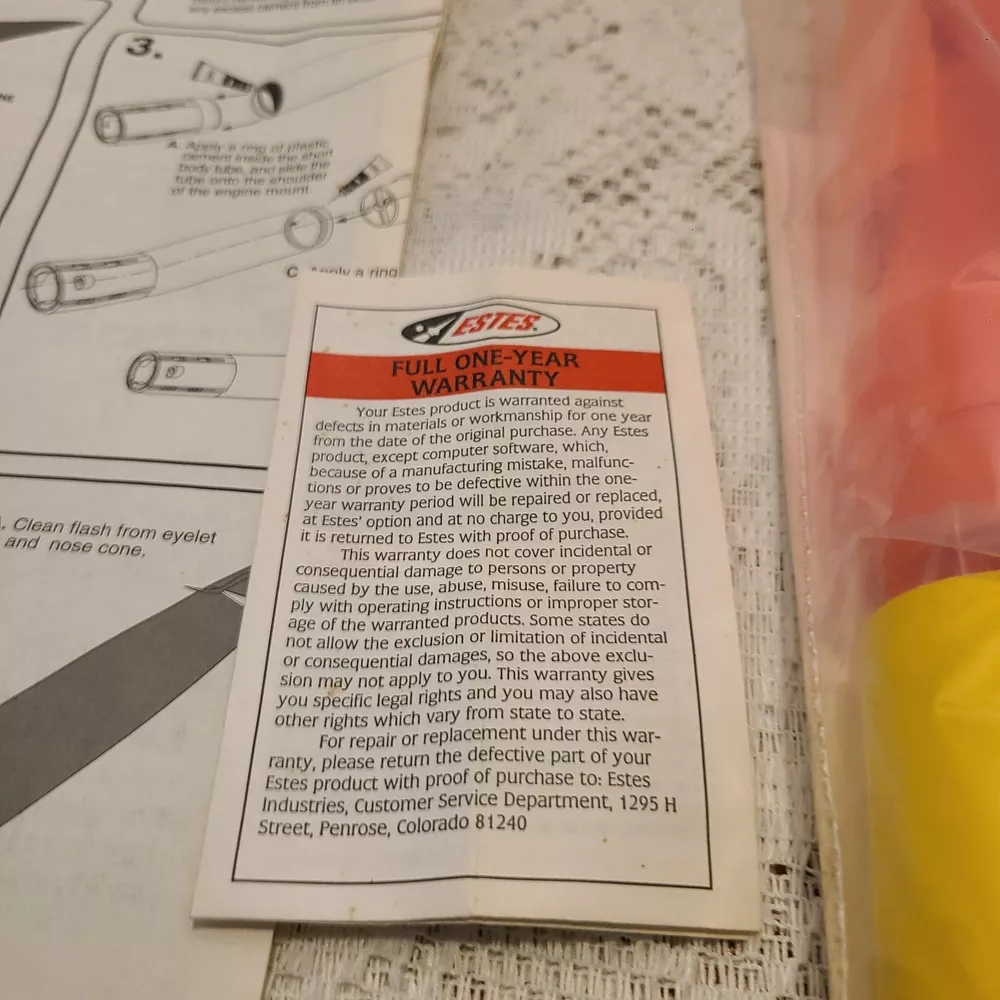 3.
A. Apply a ring of plastic
cement inside the short
body tube, and slide the
tube onto the shoulder
of the engine mount.
C. Apply a ring
. Clean flash from eyelet
and nose cone.
ESTES
FULL ONE-YEAR
WARRANTY
Your Estes product is warranted against
defects in materials or workmanship for one year
from the date of the original purchase. Any Estes
product, except computer software, which,
because of a manufacturing mistake, malfunc-
tions or proves to be defective within the one-
year warranty period will be repaired or replaced,
at Estes' option and at no charge to you, provided
it is returned to Estes with proof of purchase.
This warranty does not cover incidental or
consequential damage to persons or property
caused by the use, abuse, misuse, failure to com-
ply with operating instructions or improper stor-
age of the warranted products. Some states do
not allow the exclusion or limitation of incidental
or consequential damages, so the above exclu-
sion may not apply to you. This warranty gives
you specific legal rights and you may also have
other rights which vary from state to state.
For repair or replacement under this war-
ranty, please return the defective part of your
Estes product with proof of purchase to: Estes
Industries, Customer Service Department, 1295 H
Street, Penrose, Colorado 81240